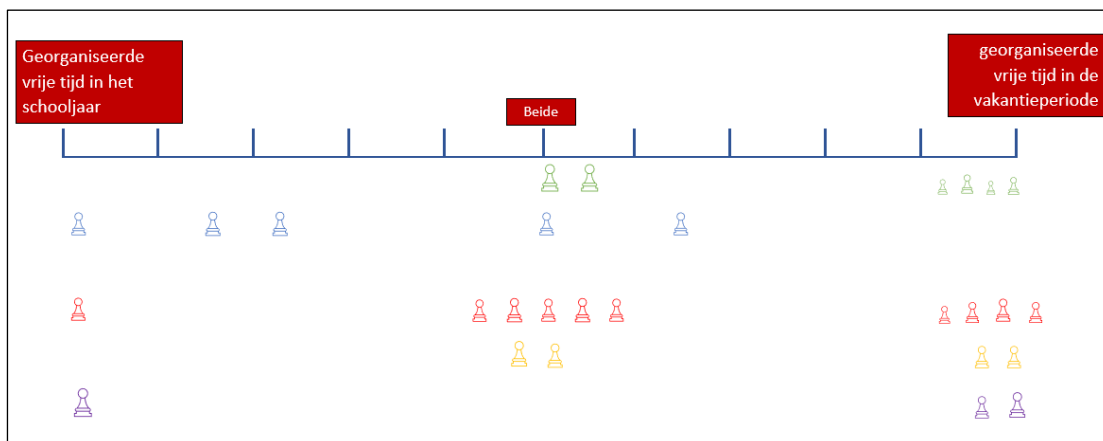 Georganiseerde
vrije tijd in het
schooljaar
Beide
georganiseerde
vrije tijd in de
vakantieperiode